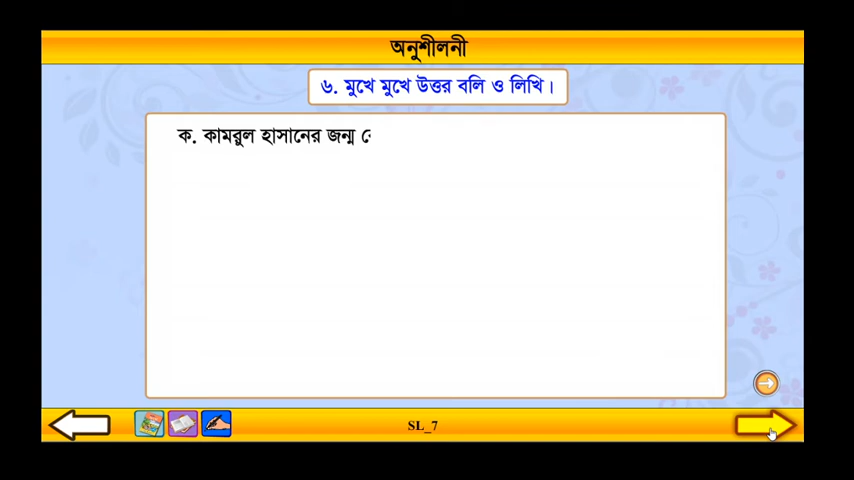 অনুশীলনী
৬. মুখে মুখে উত্তর বলি ও লিখি।
ক. কামরুল হাসানের জন্ম ে
SL_7